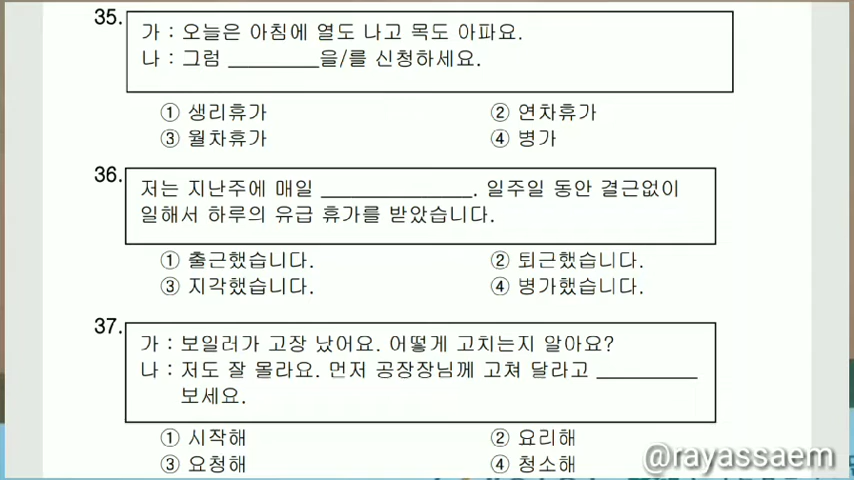 35.
가 : 오늘은 아침에 열도 나고 목도 아파요.
나 : 그럼 ________을/를 신청하세요.
① 생리휴가 ② 연차휴가
③ 월차휴가 ④ 병가
36.
저는 지난주에 매일 ______________. 일주일 동안 결근없이
일해서 하루의 유급 휴가를 받았습니다.
① 출근했습니다. ② 퇴근했습니다.
③ 지각했습니다. ④ 병가했습니다.
37.
가 : 보일러가 고장 났어요. 어떻게 고치는지 알아요?
나 : 저도 잘 몰라요. 먼저 공장장님께 고쳐 달라고 _________
보세요.
① 시작해 ② 요리해
③ 요청해 ④ 청소해
@rayassaem